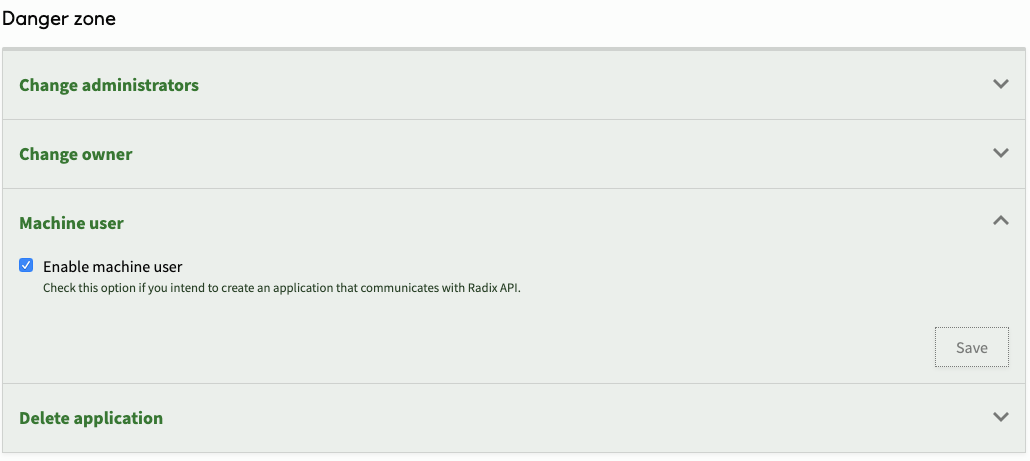 Danger zone
Change administrators
Change owner
Machine user
Enable machine user
Check this option if you intend to create an application that communicates with Radix API.
Save
Delete application